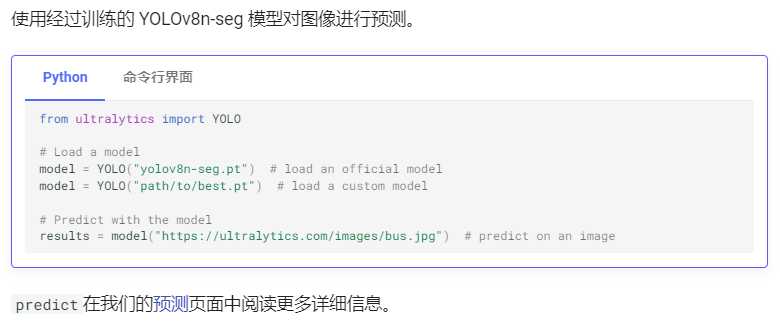 使用经过训练的 YOLOv8n-seg 模型对图像进行预测。
Python 命令行界面
from ultralytics import YOLO
# Load a model
model = YOLO("yolov8n-seg.pt")  # load an official model
model = YOLO("path/to/best.pt")  # load a custom model
# Predict with the model
results = model("https://ultralytics.com/images/bus.jpg")  # predict on an image
predict 在我们的预测页面中阅读更多详细信息。